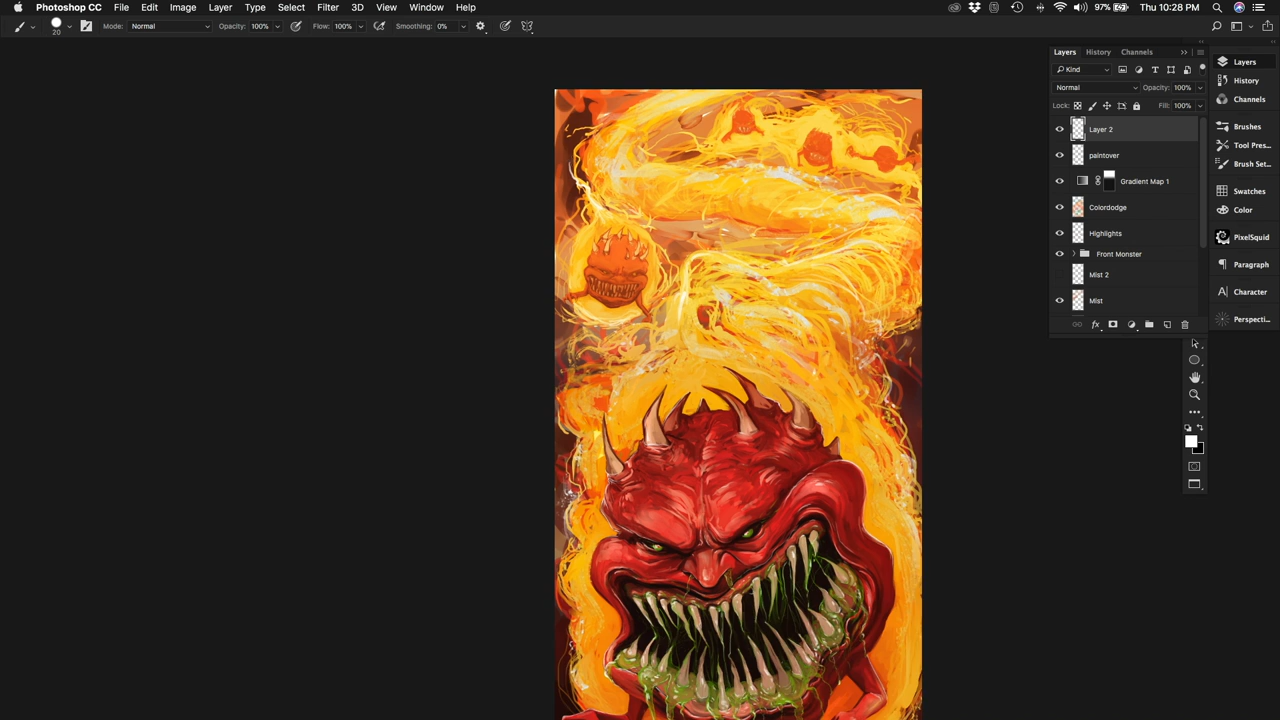 Photoshop CC File Edit Image Layer Type Select Filter 3D View Window Help 97% Thu 10:28 PM
20 Mode: Normal Opacity: 100% Flow: 100% Smoothing: 0%
Layers History Channels
Kind
Normal Opacity: 100%
Lock: Fill: 100%
Layer 2
paintover
Gradient Map 1
Colordodge
Highlights
Front Monster
Mist 2
Mist
fx
Layers
History
Channels
Brushes
Tool Pres...
Brush Set...
Swatches
Color
PixelSquid
Paragraph
Character
Perspecti...